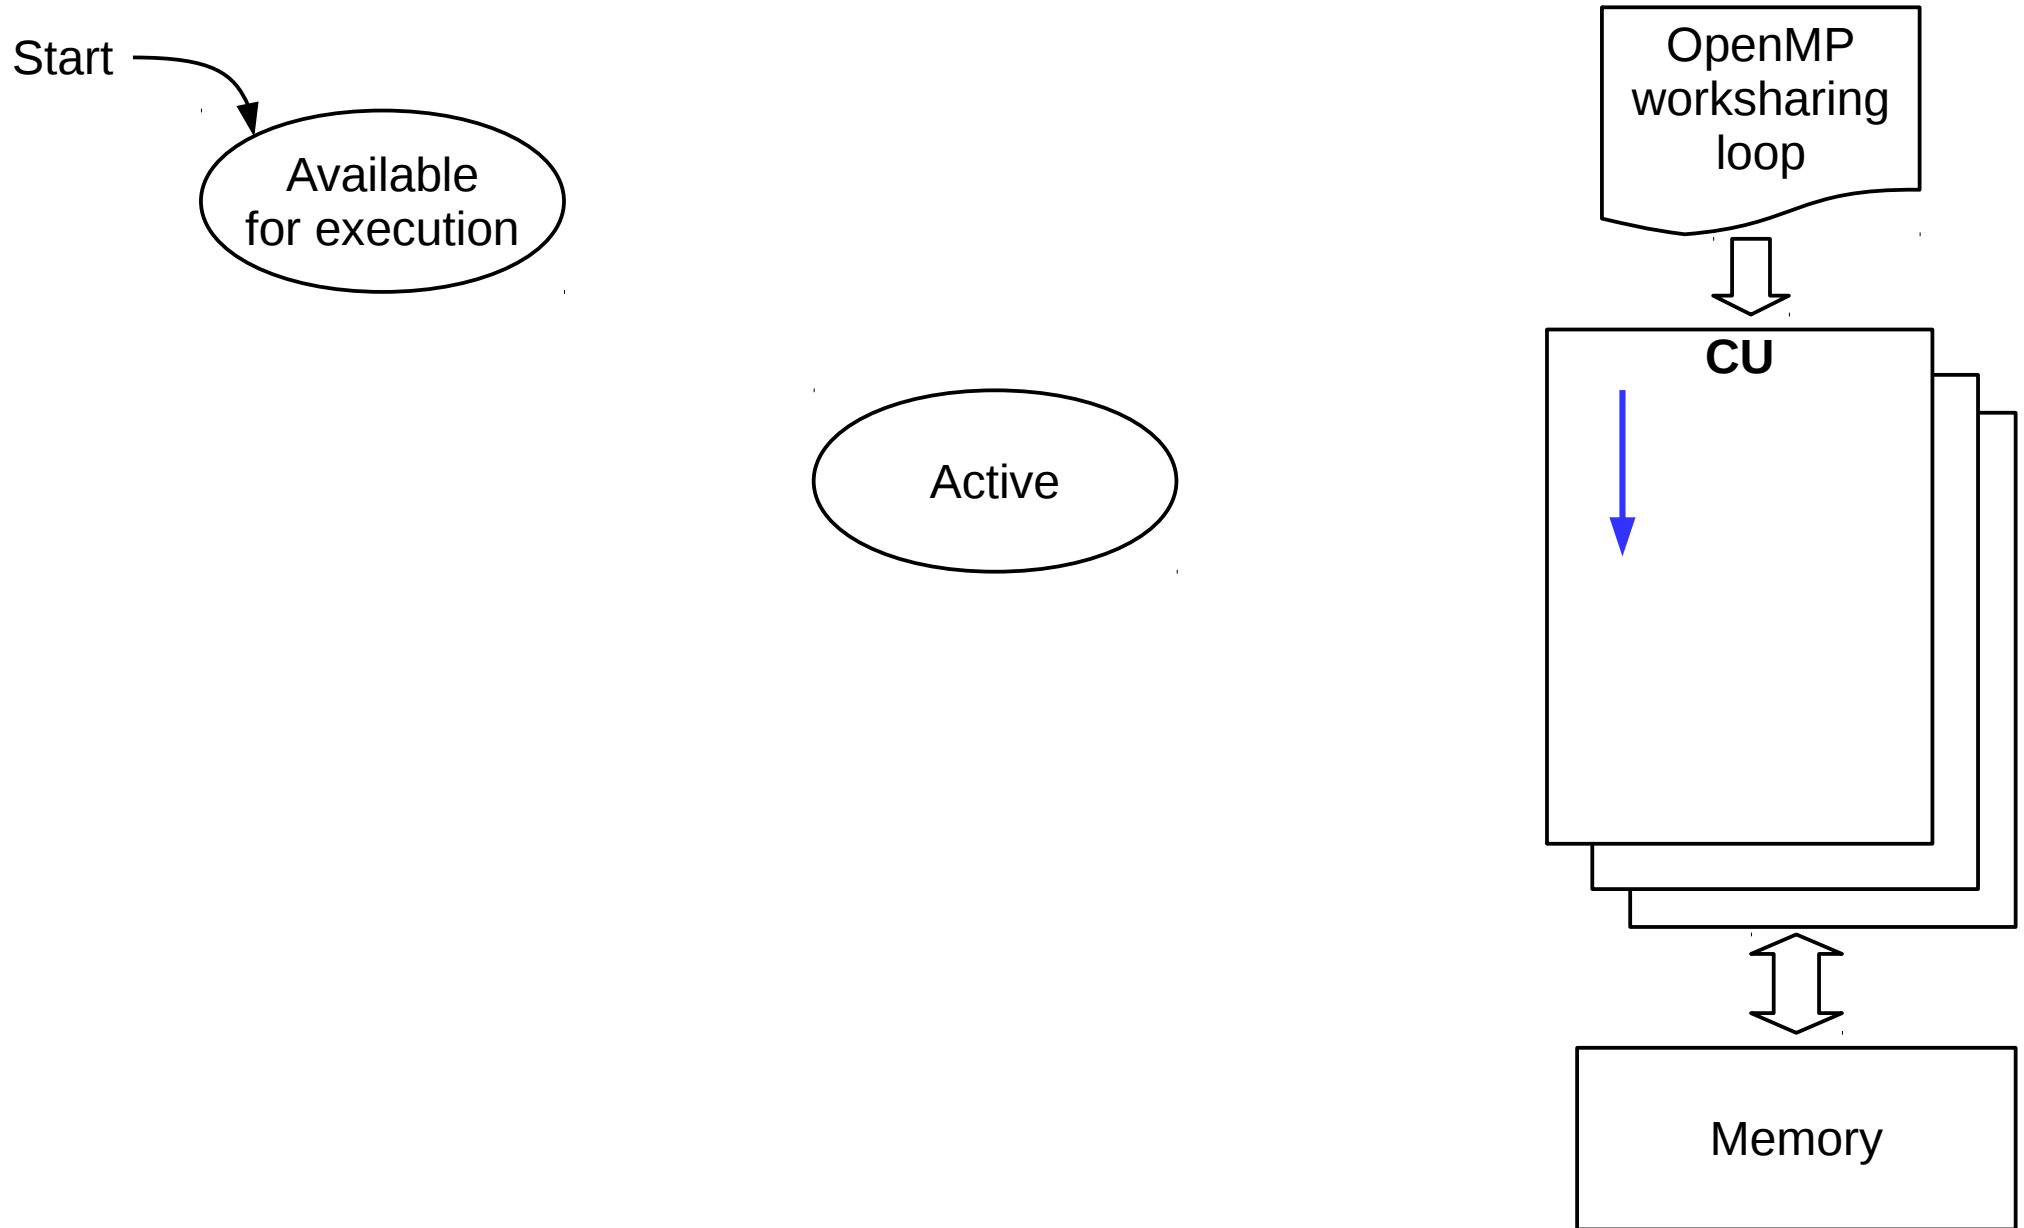 Start
Available
for execution
Active
OpenMP
worksharing
loop
CU
Memory